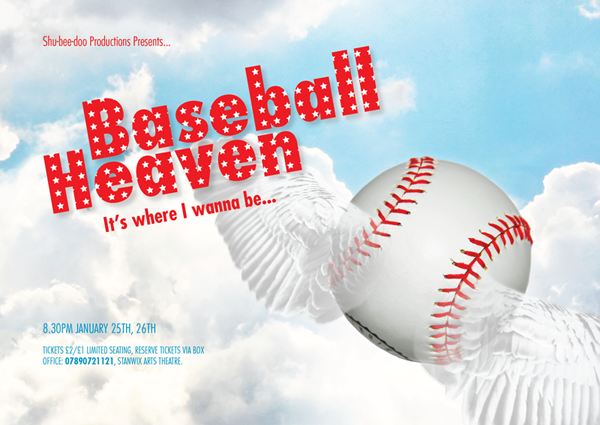 Shu-bee-doo Productions Presents...
Baseball
Heaven
It's where I wanna be...
8.30PM JANUARY 25TH, 26TH
TICKETS £2/£1 LIMITED SEATING, RESERVE TICKETS VIA BOX
OFFICE: 07890721121, STANWIX ARTS THEATRE.